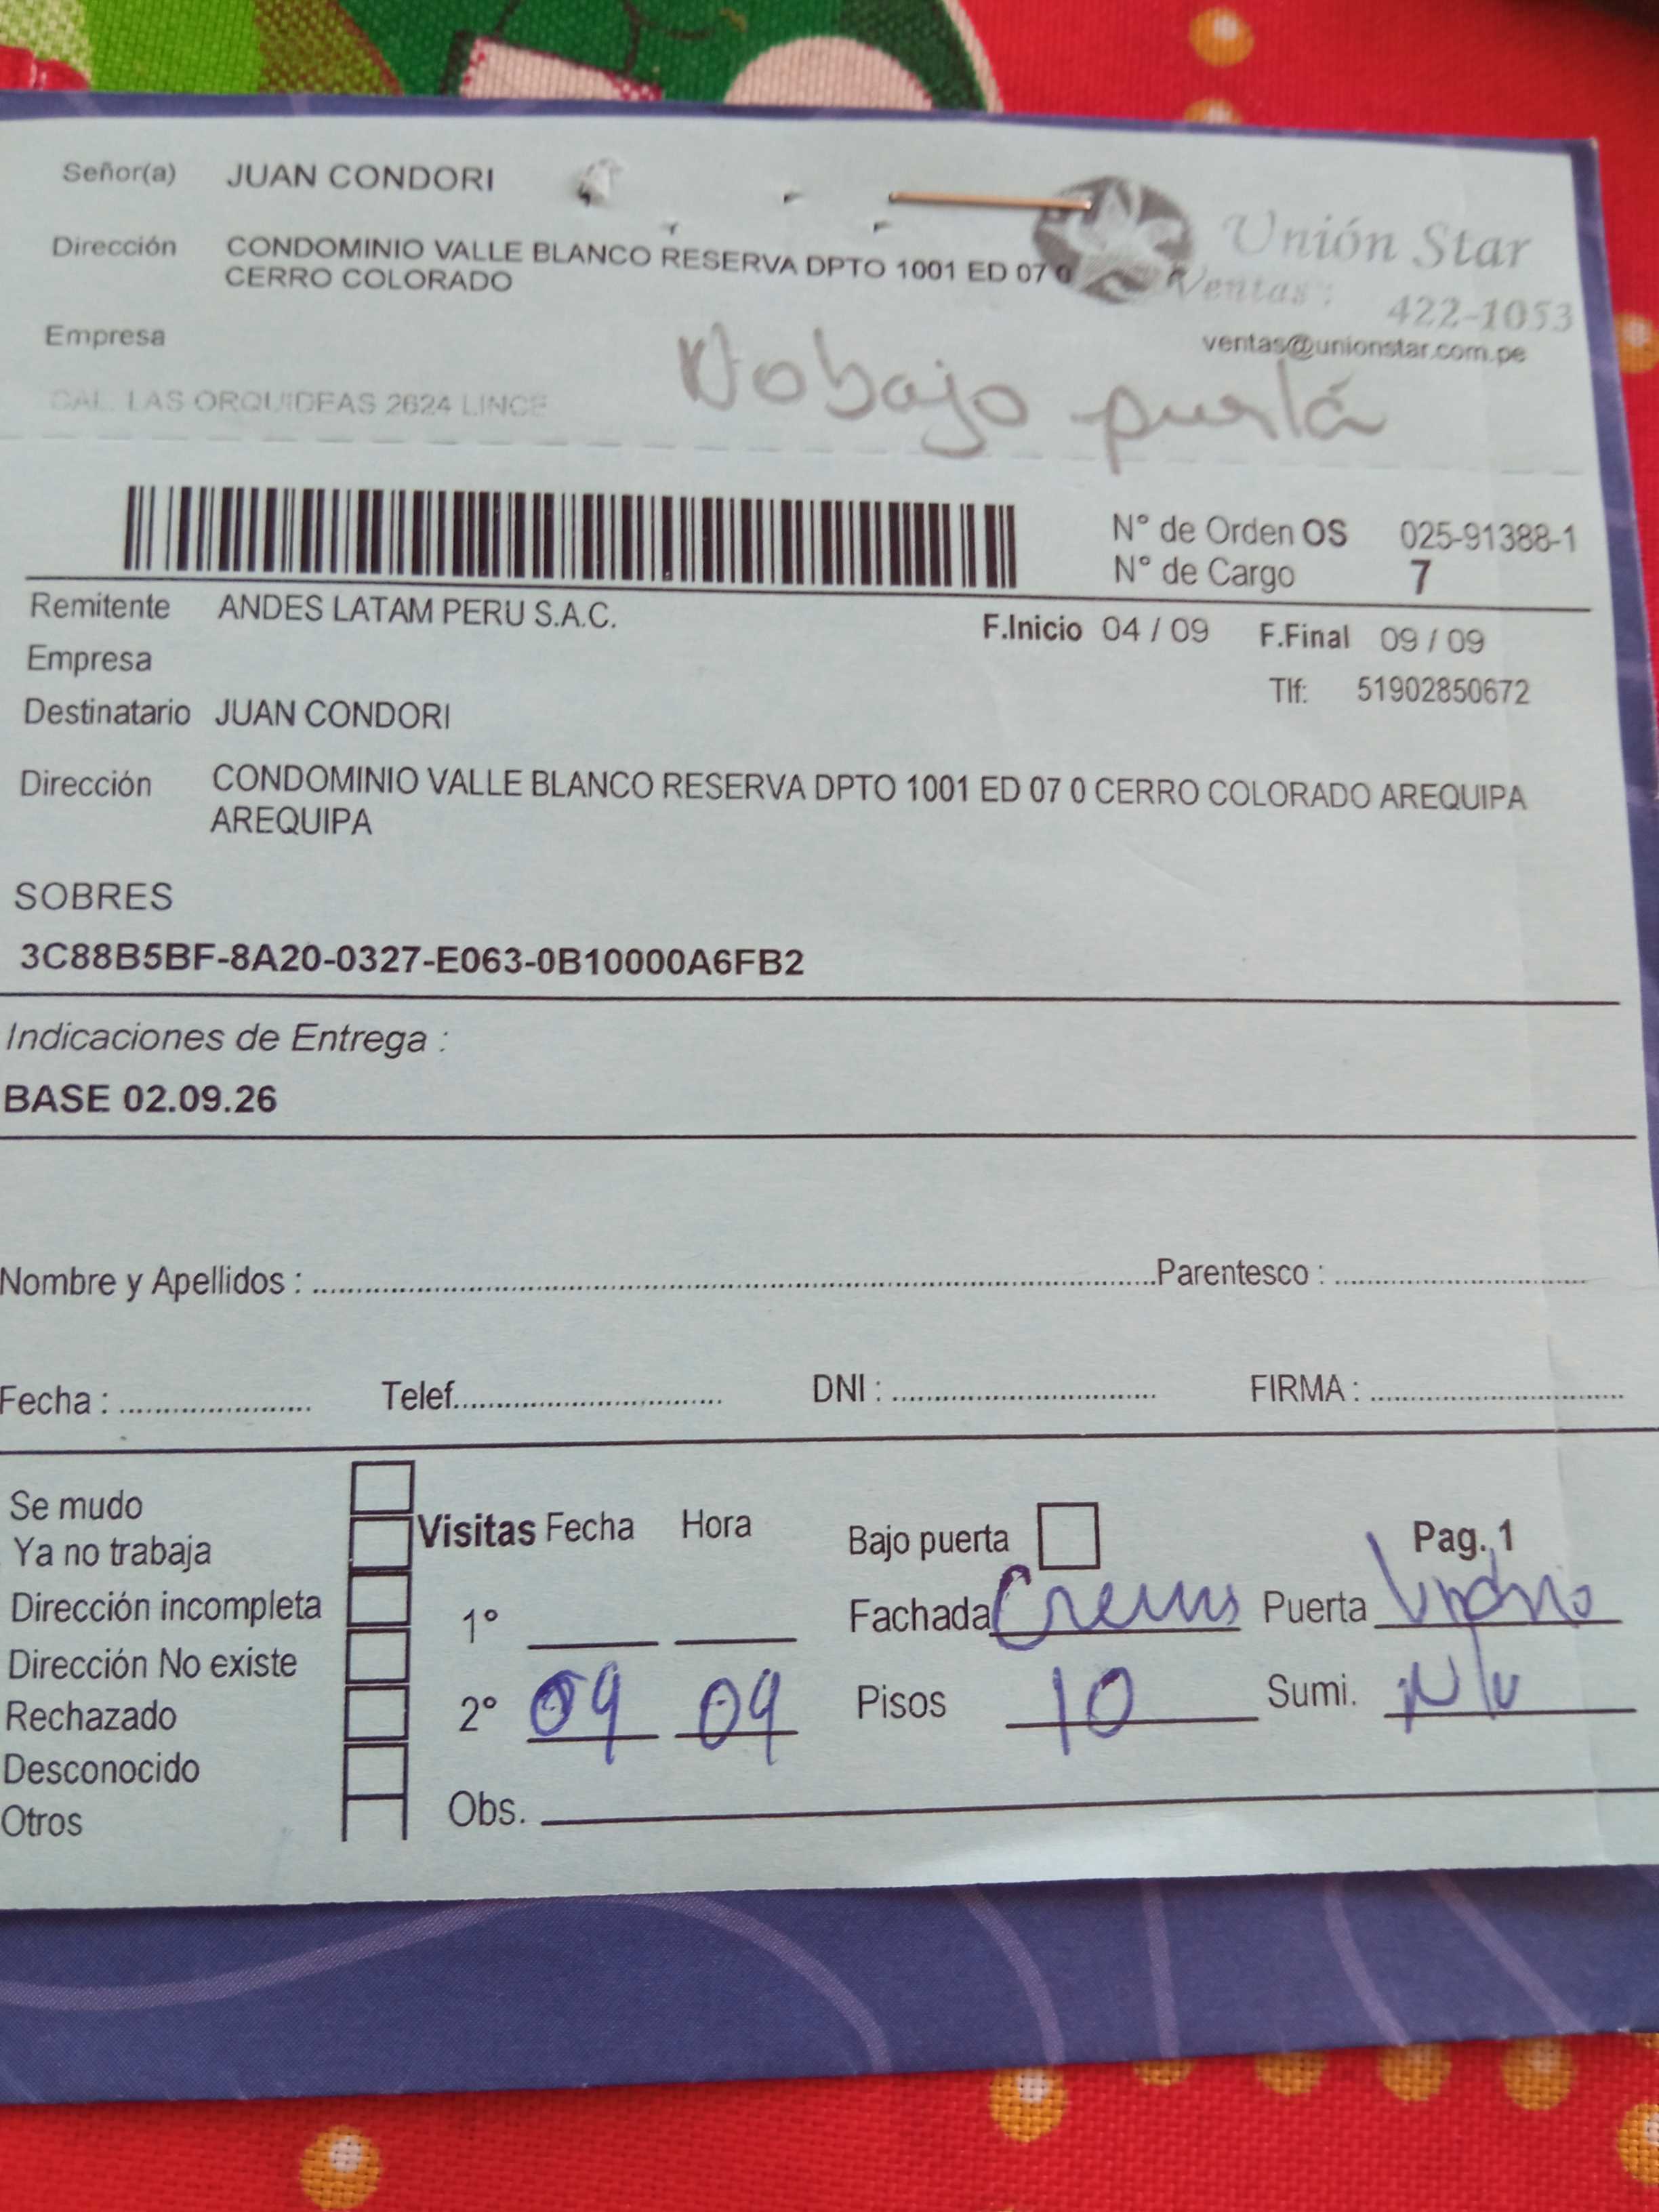 Señor(a) JUAN CONDORI
Dirección CONDOMINIO VALLE BLANCO RESERVA DPTO 1001 ED 07 0
CERRO COLORADO
Unión Star
Ventas : 422-1053
ventas@unionstar.com.pe
Empresa
CAL. LAS ORQUIDEAS 2624 LINCE
No bajo puerta
N° de Orden OS 025-91388-1
N° de Cargo 7
Remitente ANDES LATAM PERU S.A.C.
F.Inicio 04 / 09 F.Final 09 / 09
Empresa
Tlf: 51902850672
Destinatario JUAN CONDORI
Dirección CONDOMINIO VALLE BLANCO RESERVA DPTO 1001 ED 07 0 CERRO COLORADO AREQUIPA
AREQUIPA
SOBRES
3C88B5BF-8A20-0327-E063-0B10000A6FB2
Indicaciones de Entrega :
BASE 02.09.26
Nombre y Apellidos : Parentesco :
Fecha : Telef. DNI : FIRMA :
Se mudo
Ya no trabaja
Dirección incompleta
Dirección No existe
Rechazado
Desconocido
Otros
Visitas Fecha Hora
1°
2° 09 09
Obs.
Bajo puerta Pag. 1
Fachada Crema Puerta Vidrio
Pisos 10 Sumi. N/V